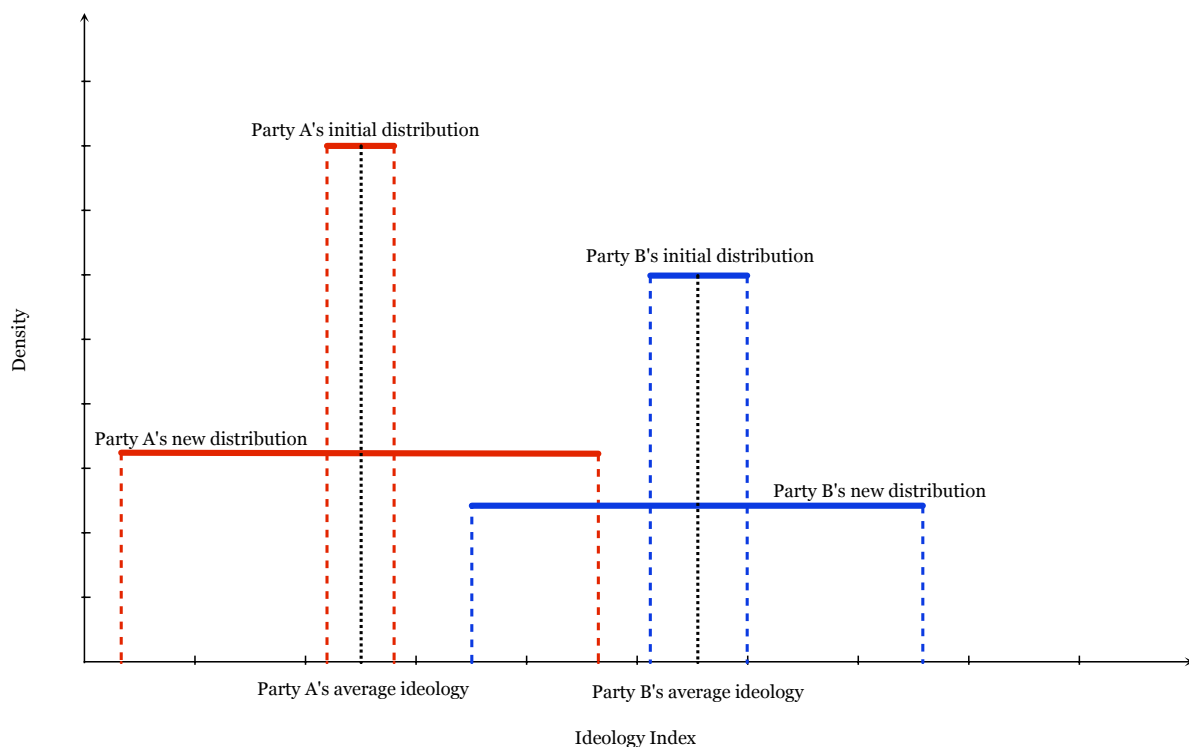 Party A's initial distribution
Party B's initial distribution
Density
Party A's new distribution
Party B's new distribution
Party A's average ideology
Party B's average ideology
Ideology Index